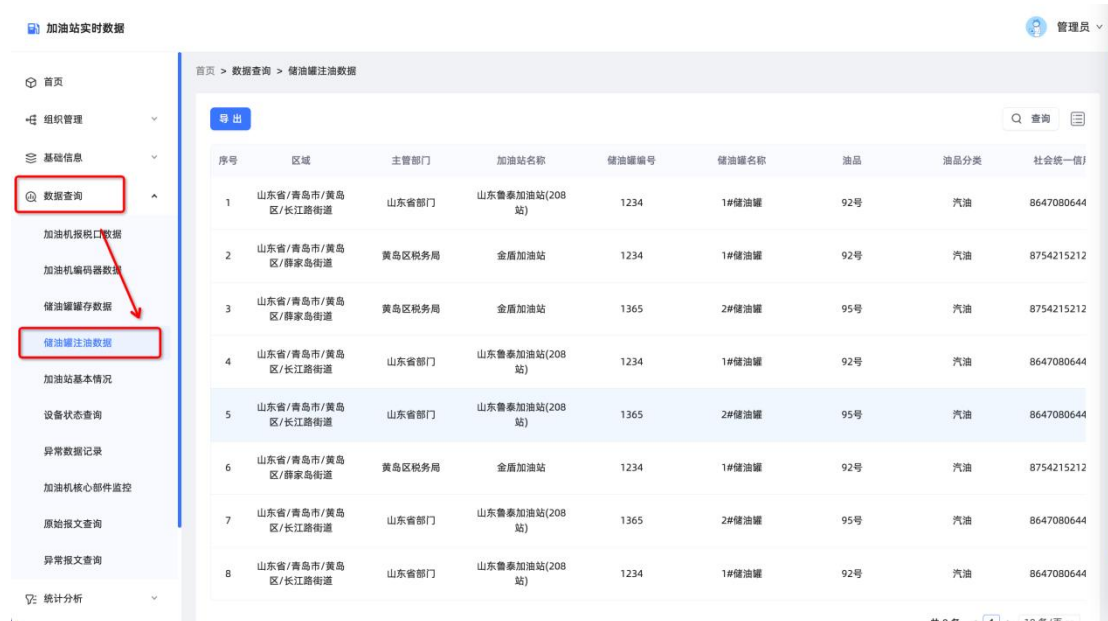 加油站实时数据
管理员
首页
组织管理
基础信息
数据查询
加油机报税口数据
加油机编码器数据
储油罐罐存数据
储油罐注油数据
加油站基本情况
设备状态查询
异常数据记录
加油机核心部件监控
原始报文查询
异常报文查询
统计分析
首页 > 数据查询 > 储油罐注油数据
导出
查询
序号 区域 主管部门 加油站名称 储油罐编号 储油罐名称 油品 油品分类 社会统一信用
1 山东省/青岛市/黄岛区/长江路街道 山东省部门 山东鲁泰加油站(208站) 1234 1#储油罐 92号 汽油 8647080644
2 山东省/青岛市/黄岛区/薛家岛街道 黄岛区税务局 金盾加油站 1234 1#储油罐 92号 汽油 8754215212
3 山东省/青岛市/黄岛区/薛家岛街道 黄岛区税务局 金盾加油站 1365 2#储油罐 95号 汽油 8754215212
4 山东省/青岛市/黄岛区/长江路街道 山东省部门 山东鲁泰加油站(208站) 1234 1#储油罐 92号 汽油 8647080644
5 山东省/青岛市/黄岛区/长江路街道 山东省部门 山东鲁泰加油站(208站) 1365 2#储油罐 95号 汽油 8647080644
6 山东省/青岛市/黄岛区/薛家岛街道 黄岛区税务局 金盾加油站 1234 1#储油罐 92号 汽油 8754215212
7 山东省/青岛市/黄岛区/长江路街道 山东省部门 山东鲁泰加油站(208站) 1365 2#储油罐 95号 汽油 8647080644
8 山东省/青岛市/黄岛区/长江路街道 山东省部门 山东鲁泰加油站(208站) 1234 1#储油罐 92号 汽油 8647080644